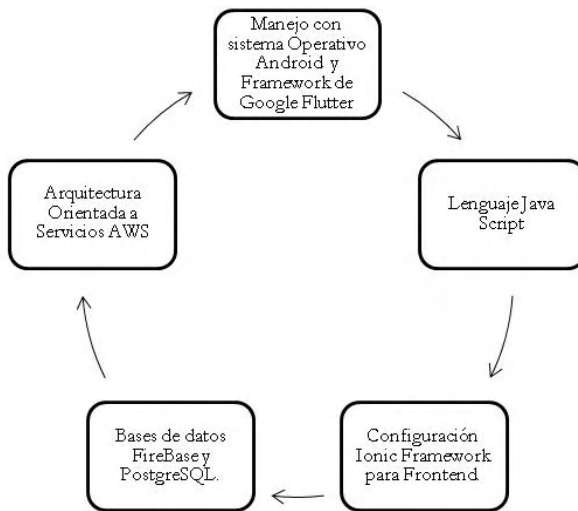 Manejo con
sistema Operativo
Android y
Framework de
Google Flutter
Lenguaje Java
Script
Configuración
Ionic Framework
para Frontend
Bases de datos
FireBase y
PostgreSQL.
Arquitectura
Orientada a
Servicios AWS